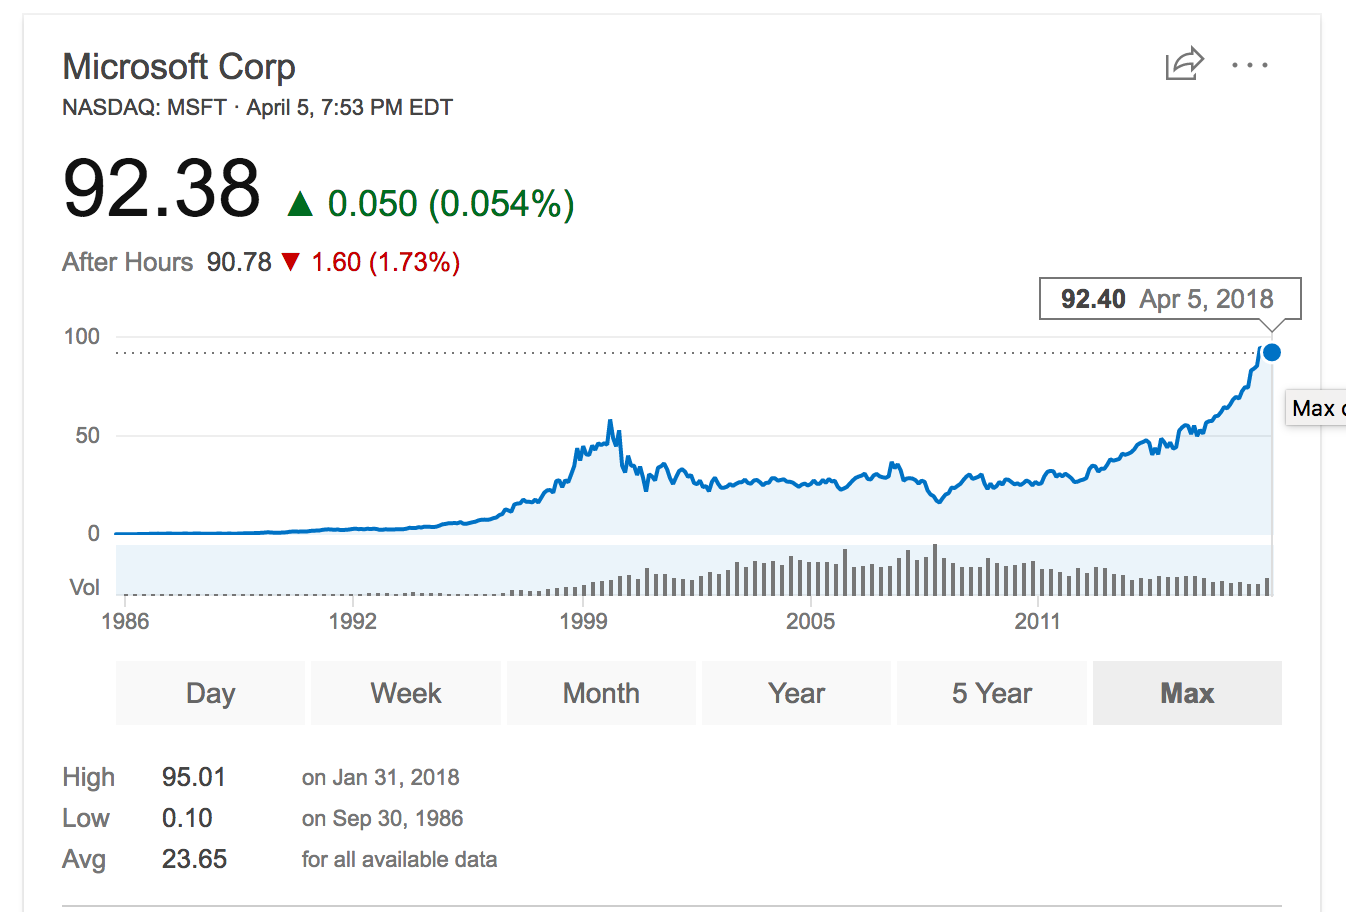 Microsoft Corp
NASDAQ: MSFT · April 5, 7:53 PM EDT
92.38 ▲ 0.050 (0.054%)
After Hours 90.78 ▼ 1.60 (1.73%)
92.40 Apr 5, 2018
100
50
0
Max
Vol
1986 1992 1999 2005 2011
Day Week Month Year 5 Year Max
High 95.01 on Jan 31, 2018
Low 0.10 on Sep 30, 1986
Avg 23.65 for all available data